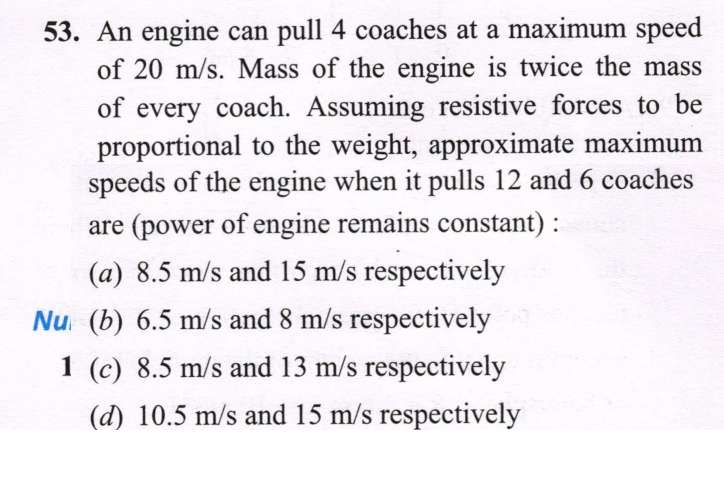 53. An engine can pull 4 coaches at a maximum speed
of 20 m/s. Mass of the engine is twice the mass
of every coach. Assuming resistive forces to be
proportional to the weight, approximate maximum
speeds of the engine when it pulls 12 and 6 coaches
are (power of engine remains constant) :
(a) 8.5 m/s and 15 m/s respectively
Nu (b) 6.5 m/s and 8 m/s respectively
1 (c) 8.5 m/s and 13 m/s respectively
(d) 10.5 m/s and 15 m/s respectively